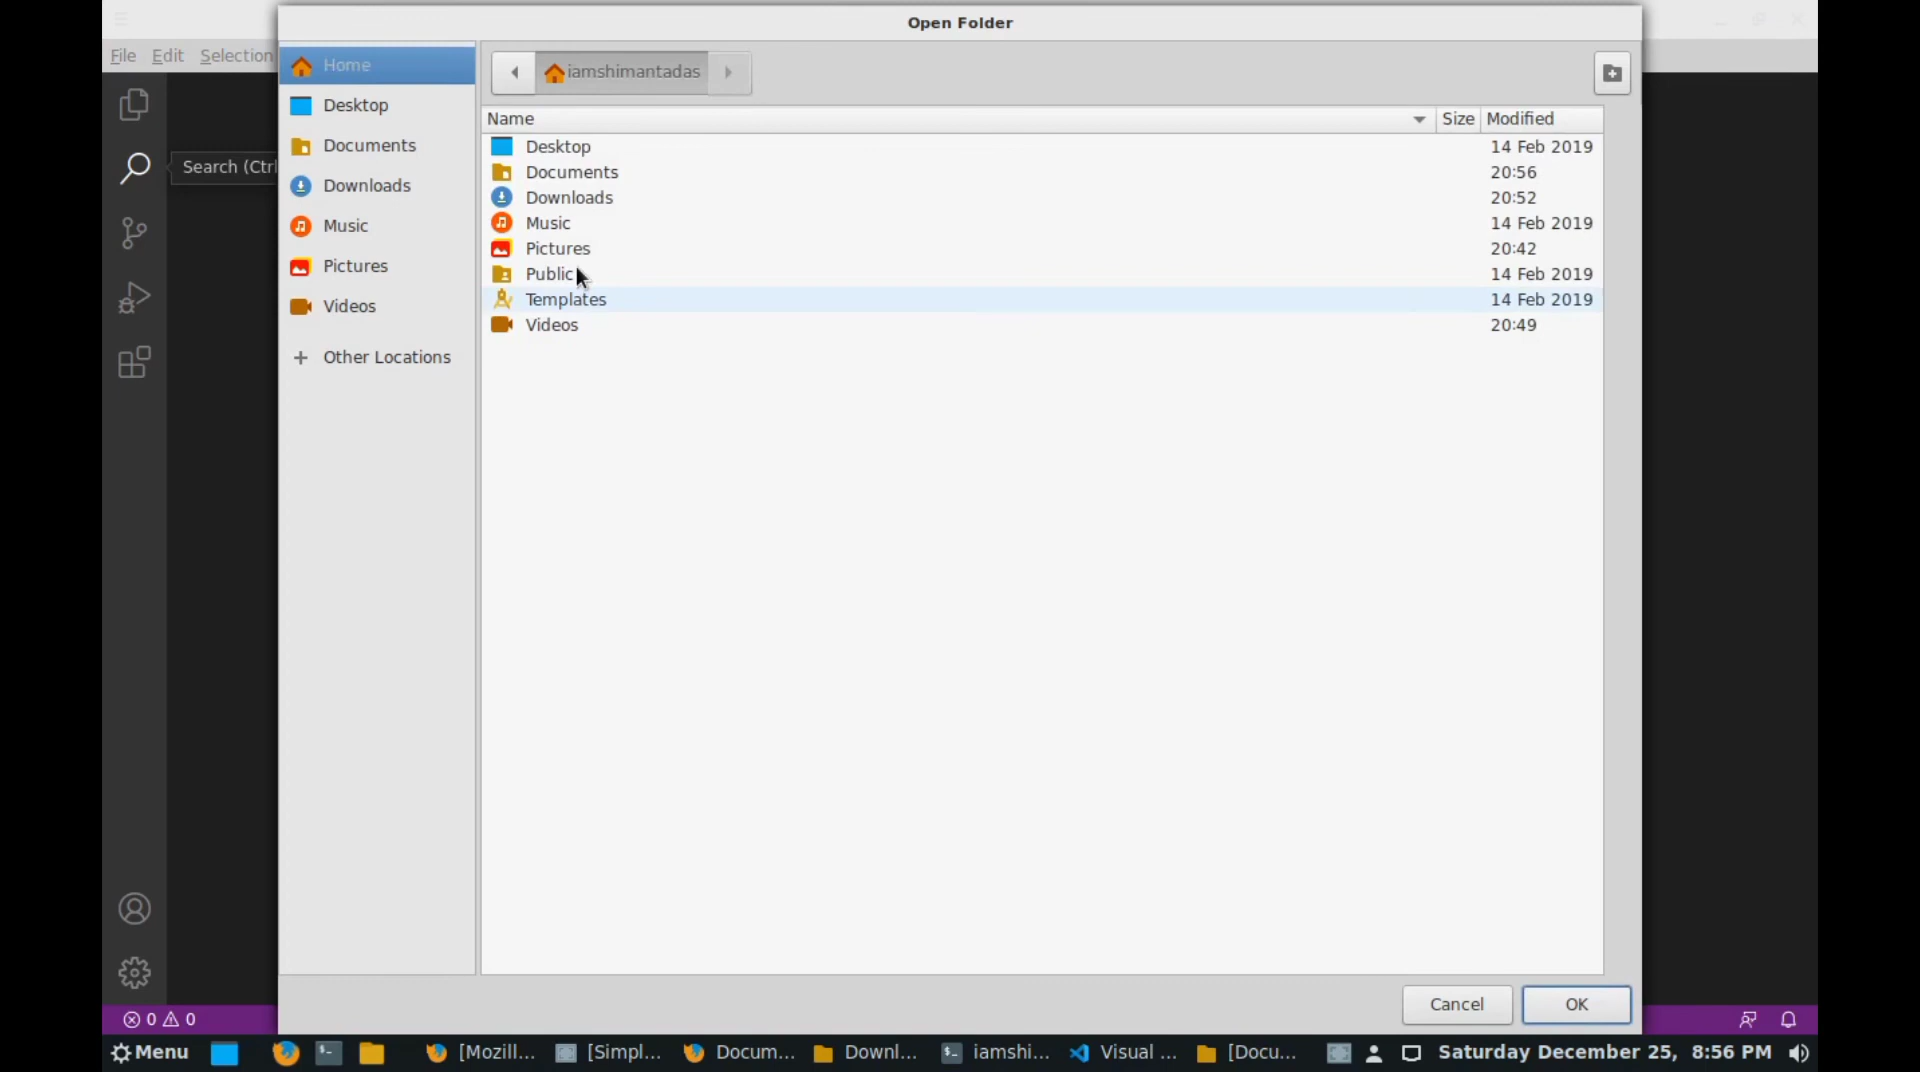 Open Folder
File Edit Selection
Home
iamshimantadas
Desktop
Documents
Downloads
Music
Pictures
Videos
Other Locations
Search (Ctrl
Name Size Modified
Desktop 14 Feb 2019
Documents 20:56
Downloads 20:52
Music 14 Feb 2019
Pictures 20:42
Public 14 Feb 2019
Templates 14 Feb 2019
Videos 20:49
Cancel OK
0 0
Menu [Mozill... [Simpl... Docum... Downl... iamshi... Visual ... [Docu... Saturday December 25, 8:56 PM